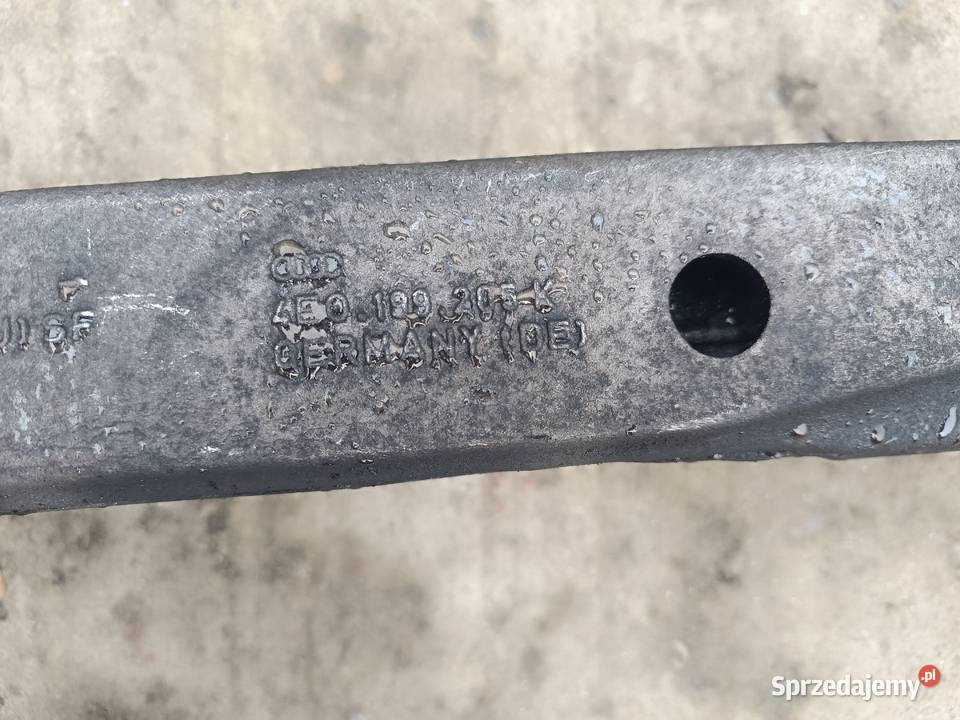 4E0.199.205 K
GERMANY (DE)
Sprzedajemy.pl